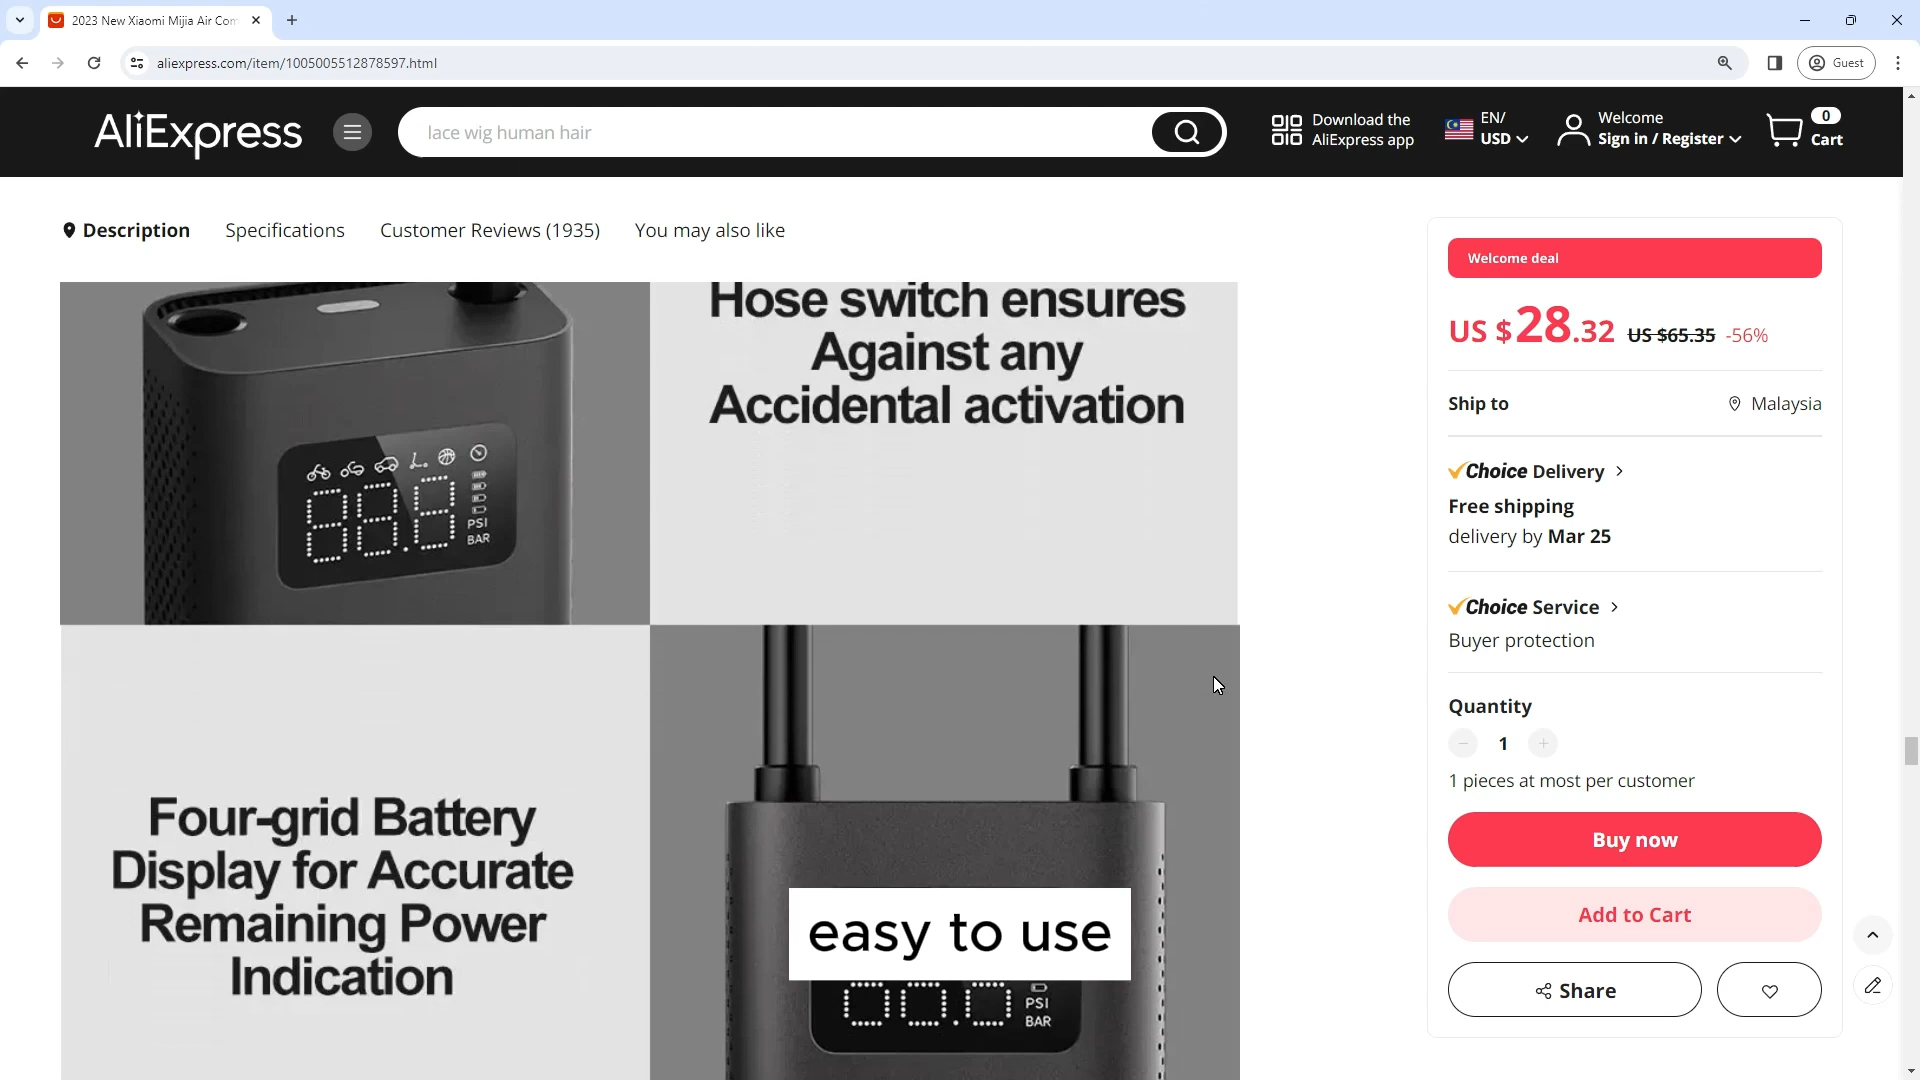 2023 New Xiaomi Mijia Air Com
aliexpress.com/item/1005005512878597.html
Guest
AliExpress
lace wig human hair
Download the
AliExpress app
EN/
USD
Welcome
Sign in / Register
0
Cart
Description
Specifications
Customer Reviews (1935)
You may also like
Hose switch ensures
Against any
Accidental activation
88.8
PSI
BAR
Four-grid Battery
Display for Accurate
Remaining Power
Indication
easy to use
00.0
PSI
BAR
Welcome deal
US $28.32 US $65.35 -56%
Ship to
Malaysia
Choice Delivery
Free shipping
delivery by Mar 25
Choice Service
Buyer protection
Quantity
1
1 pieces at most per customer
Buy now
Add to Cart
Share